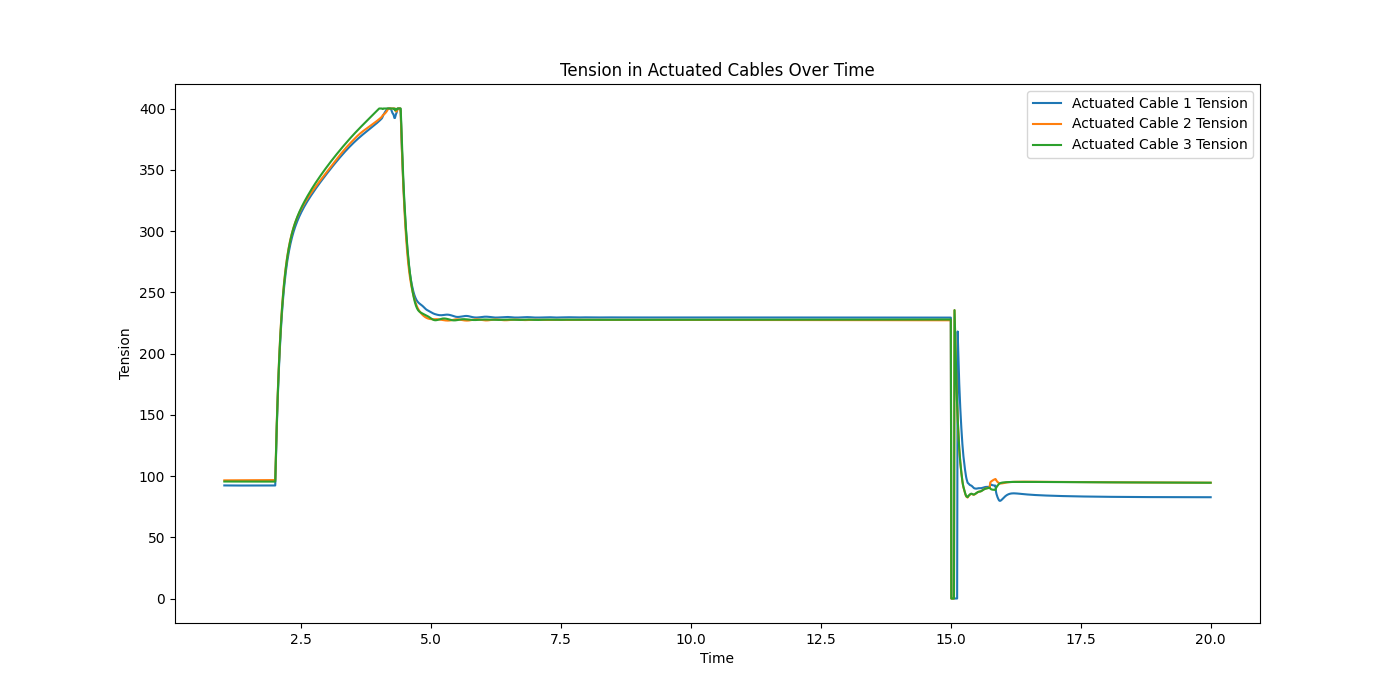 Tension in Actuated Cables Over Time
Actuated Cable 1 Tension
Actuated Cable 2 Tension
Actuated Cable 3 Tension
400
350
300
250
200
150
100
50
0
Tension
2.5 5.0 7.5 10.0 12.5 15.0 17.5 20.0
Time